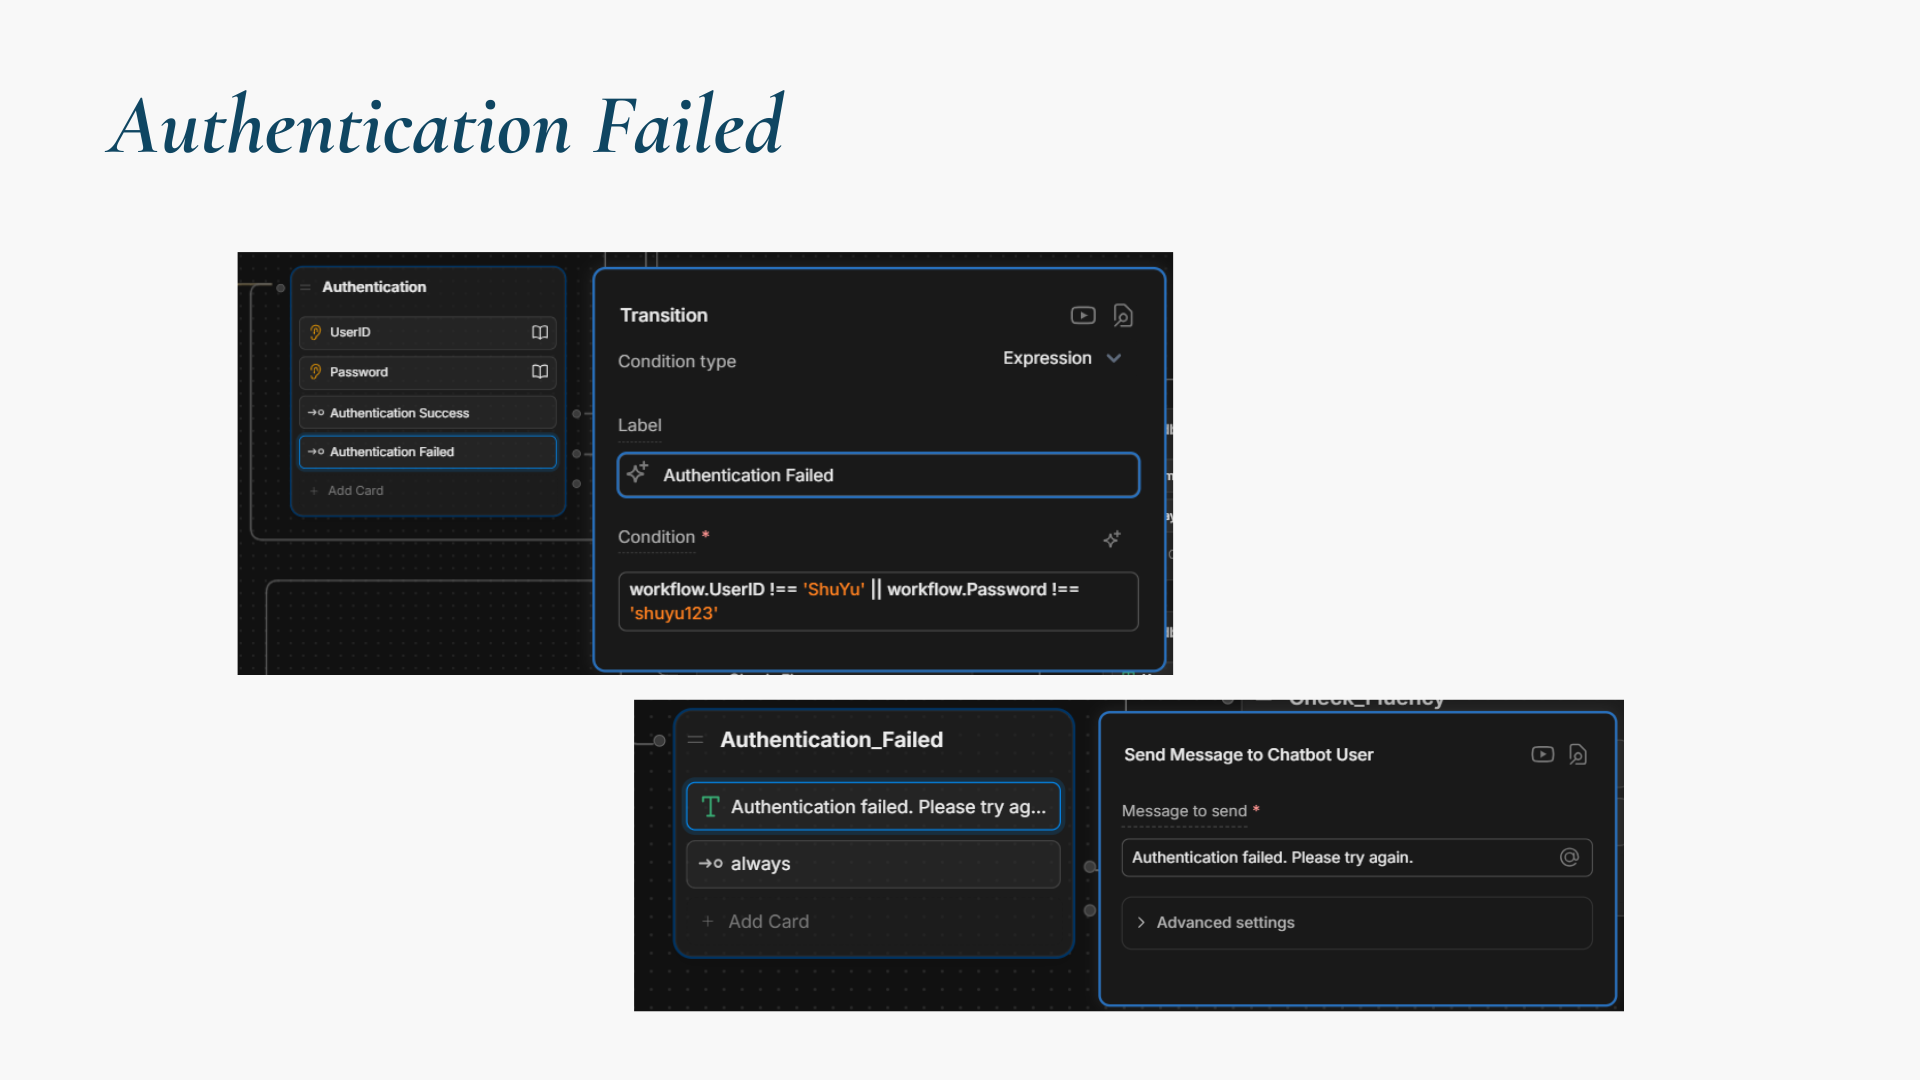 Authentication Failed
Authentication
UserID
Password
Authentication Success
Authentication Failed
+ Add Card
Transition
Condition type
Expression
Label
Authentication Failed
Condition *
workflow.UserID !== 'ShuYu' || workflow.Password !==
'shuyu123'
Authentication_Failed
Authentication failed. Please try ag...
always
+ Add Card
Check_Fluency
Send Message to Chatbot User
Message to send *
Authentication failed. Please try again.
@
Advanced settings